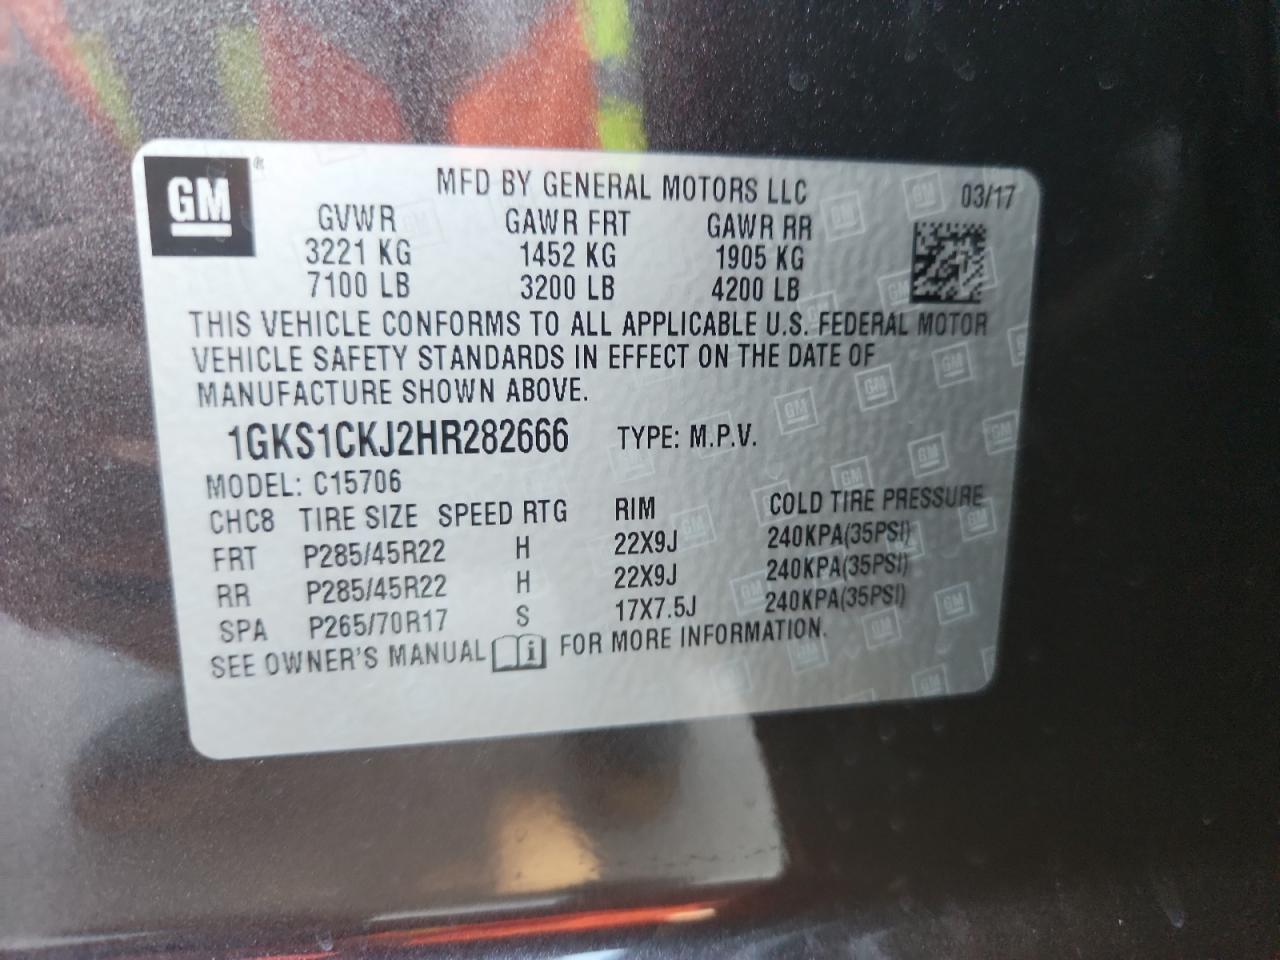 GM®
MFD BY GENERAL MOTORS LLC 03/17
GVWR GAWR FRT GAWR RR
3221 KG 1452 KG 1905 KG
7100 LB 3200 LB 4200 LB
THIS VEHICLE CONFORMS TO ALL APPLICABLE U.S. FEDERAL MOTOR
VEHICLE SAFETY STANDARDS IN EFFECT ON THE DATE OF
MANUFACTURE SHOWN ABOVE.
1GKS1CKJ2HR282666 TYPE: M.P.V.
MODEL: C15706
CHC8 TIRE SIZE SPEED RTG RIM COLD TIRE PRESSURE
FRT P285/45R22 H 22X9J 240KPA(35PSI)
RR P285/45R22 H 22X9J 240KPA(35PSI)
SPA P265/70R17 S 17X7.5J 240KPA(35PSI)
SEE OWNER'S MANUAL i FOR MORE INFORMATION.